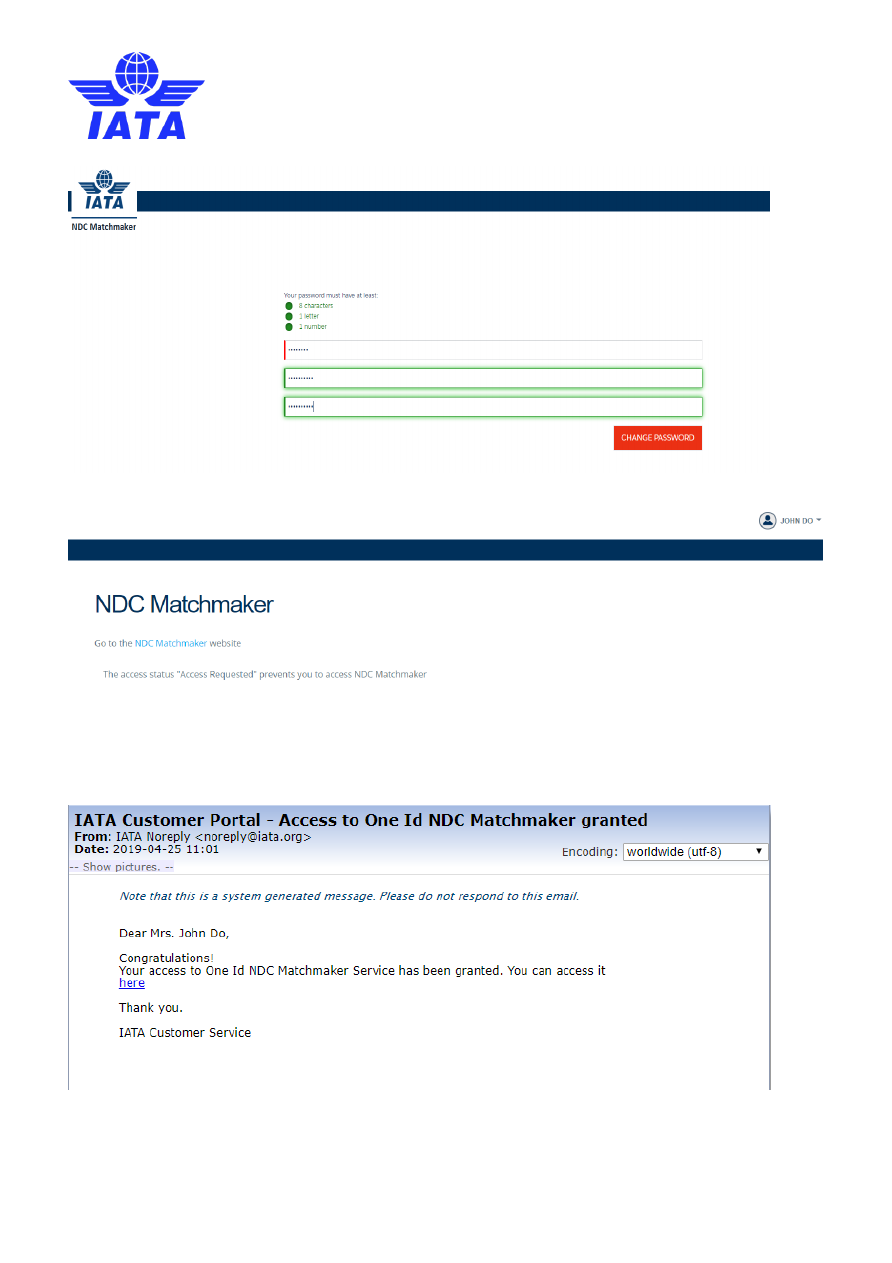 IATA
IATA
NDC Matchmaker
Your password must have at least:
8 characters
1 letter
1 number
••••••••
••••••••••
••••••••••
CHANGE PASSWORD
JOHN DO
NDC Matchmaker
Go to the NDC Matchmaker website
The access status "Access Requested" prevents you to access NDC Matchmaker
IATA Customer Portal - Access to One Id NDC Matchmaker granted
From: IATA Noreply <noreply@iata.org>
Date: 2019-04-25 11:01
Encoding: worldwide (utf-8)
-- Show pictures. --
Note that this is a system generated message. Please do not respond to this email.
Dear Mrs. John Do,
Congratulations!
Your access to One Id NDC Matchmaker Service has been granted. You can access it
here
Thank you.
IATA Customer Service